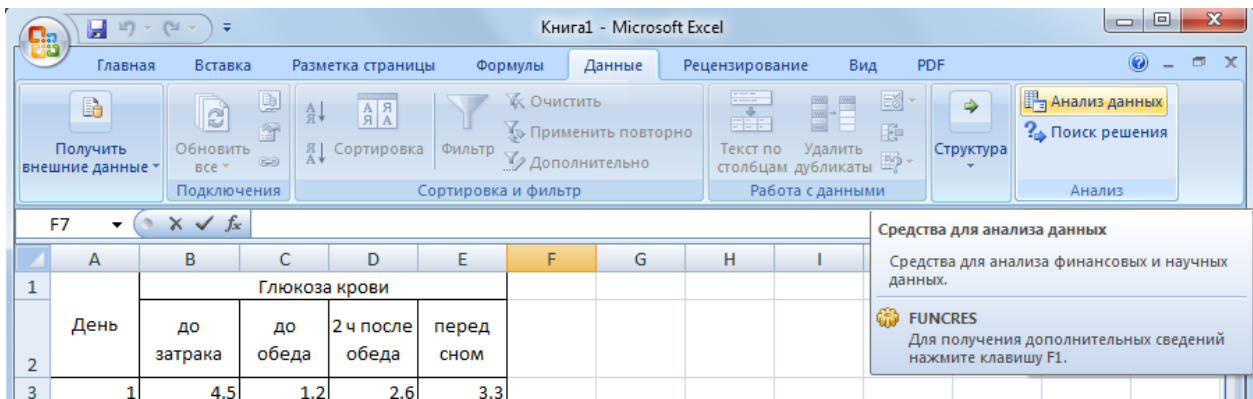 Книга1 - Microsoft Excel
Главная Вставка Разметка страницы Формулы Данные Рецензирование Вид PDF
Получить внешние данные
Обновить все
Подключения
А Я
Я А
Сортировка
Фильтр
Очистить
Применить повторно
Дополнительно
Сортировка и фильтр
Текст по столбцам
Удалить дубликаты
Работа с данными
Структура
Анализ данных
Поиск решения
Анализ
F7 fx
Средства для анализа данных
Средства для анализа финансовых и научных
данных.
FUNCRES
Для получения дополнительных сведений
нажмите клавишу F1.
A B C D E F G H I
1 Глюкоза крови
2 День до затрака до обеда 2 ч после обеда перед сном
3 1 4,5 1,2 2,6 3,3